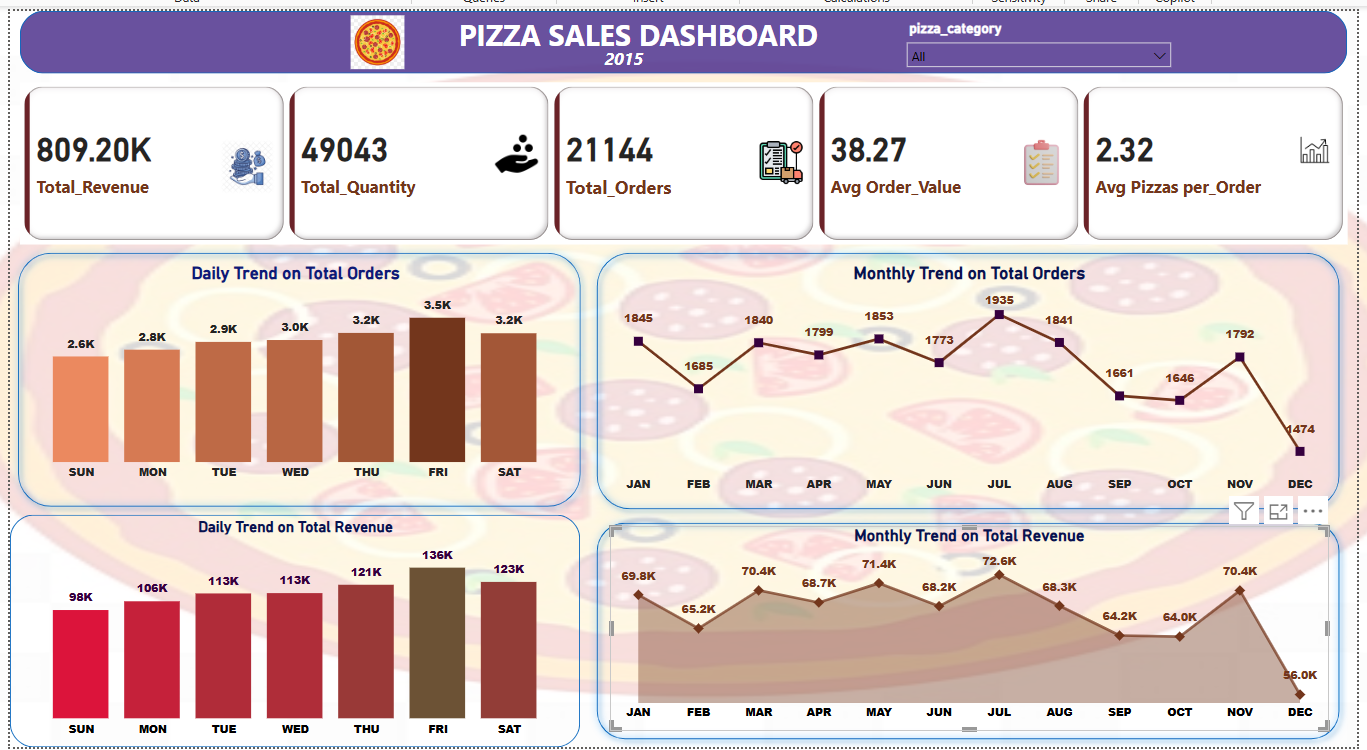 Data Queries Insert Calculations Sensitivity Share Copilot
PIZZA SALES DASHBOARD
2015
pizza_category
All
809.20K
Total_Revenue
49043
Total_Quantity
21144
Total_Orders
38.27
Avg Order_Value
2.32
Avg Pizzas per_Order
Daily Trend on Total Orders
2.6K 2.8K 2.9K 3.0K 3.2K 3.5K 3.2K
SUN MON TUE WED THU FRI SAT
Monthly Trend on Total Orders
1845 1685 1840 1799 1853 1773 1935 1841 1661 1646 1792 1474
JAN FEB MAR APR MAY JUN JUL AUG SEP OCT NOV DEC
Daily Trend on Total Revenue
98K 106K 113K 113K 121K 136K 123K
SUN MON TUE WED THU FRI SAT
Monthly Trend on Total Revenue
69.8K 65.2K 70.4K 68.7K 71.4K 68.2K 72.6K 68.3K 64.2K 64.0K 70.4K 56.0K
JAN FEB MAR APR MAY JUN JUL AUG SEP OCT NOV DEC